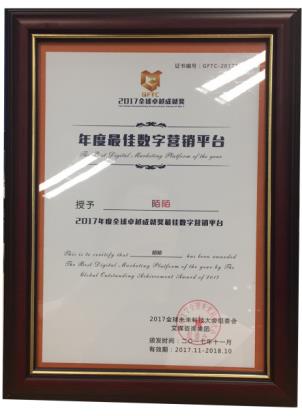 证书编号：GFTC-2017
GFTC
2017全球卓越成就奖
年度最佳数字营销平台
The Best Digital Marketing Platform of the year
授予 陌陌
2017年度全球卓越成就奖最佳数字营销平台
This is to certify that 陌陌 has been awarded
The Best Digital Marketing Platform of the year by The
Global Outstanding Achievement Award of 2017
2017全球未来科技大会组委会
文媒咨询集团
颁发时间：二〇一七年十一月
有效期：2017.11-2018.10